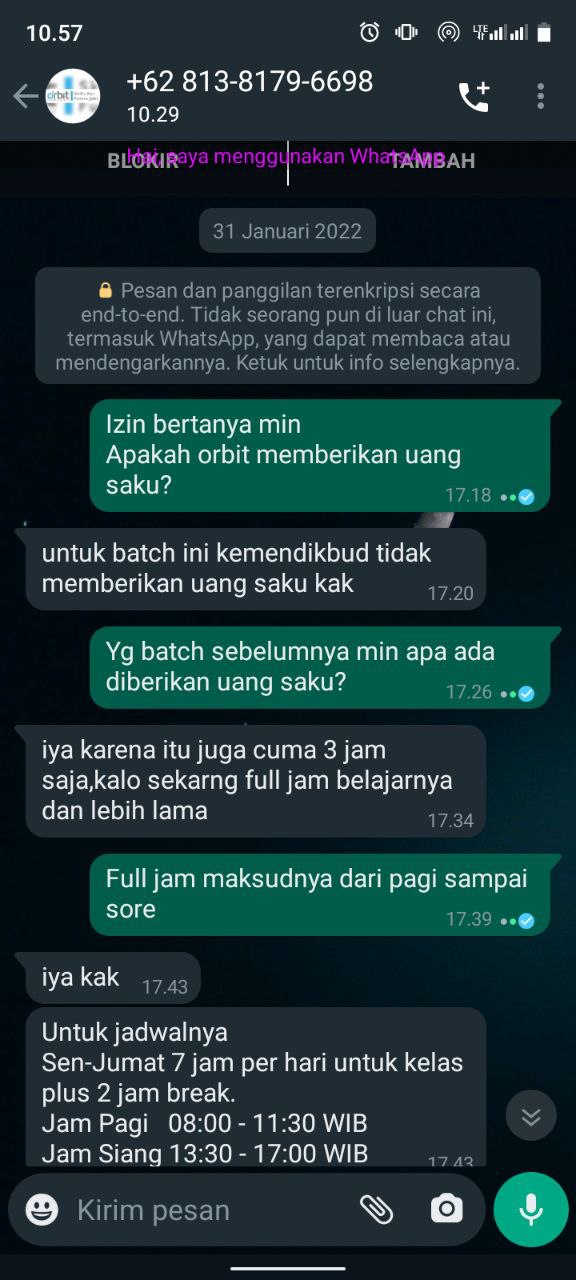 10.57
LTE
+62 813-8179-6698
10.29
orbit
BLOKIR
Hai, saya menggunakan WhatsApp.
TAMBAH
31 Januari 2022
Pesan dan panggilan terenkripsi secara
end-to-end. Tidak seorang pun di luar chat ini,
termasuk WhatsApp, yang dapat membaca atau
mendengarkannya. Ketuk untuk info selengkapnya.
Izin bertanya min
Apakah orbit memberikan uang
saku?
17.18
untuk batch ini kemendikbud tidak
memberikan uang saku kak
17.20
Yg batch sebelumnya min apa ada
diberikan uang saku?
17.26
iya karena itu juga cuma 3 jam
saja,kalo sekarng full jam belajarnya
dan lebih lama
17.34
Full jam maksudnya dari pagi sampai
sore
17.39
iya kak
17.43
Untuk jadwalnya
Sen-Jumat 7 jam per hari untuk kelas
plus 2 jam break.
Jam Pagi 08:00 - 11:30 WIB
Jam Siang 13:30 - 17:00 WIB
17.43
Kirim pesan